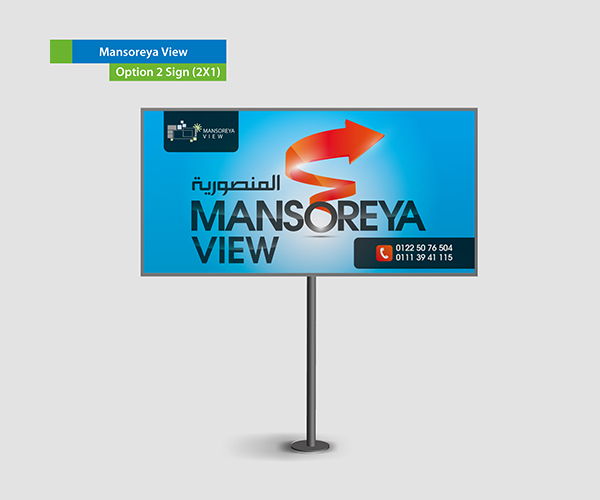 Mansoreya View
Option 2 Sign (2X1)
MANSOREYA
VIEW
المنصورية
MANSOREYA
VIEW
0122 50 76 504
0111 39 41 115